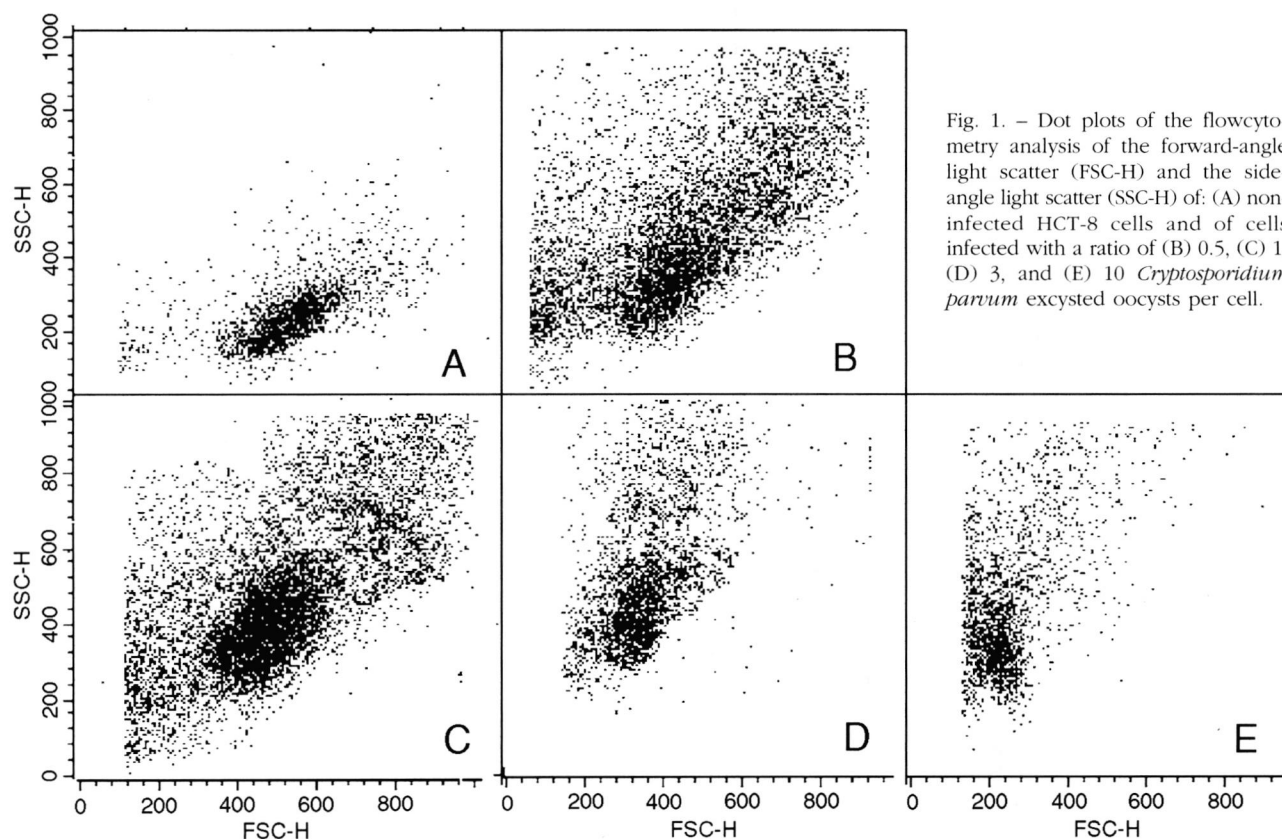 1000
800
600
400
200
SSC-H
A
B
Fig. 1. – Dot plots of the flowcyto-
metry analysis of the forward-angle
light scatter (FSC-H) and the side
angle light scatter (SSC-H) of: (A) non
infected HCT-8 cells and of cells
infected with a ratio of (B) 0.5, (C) 1
(D) 3, and (E) 10 Cryptosporidium
parvum excysted oocysts per cell.
1000
800
600
400
200
0
SSC-H
C
D
E
0 200 400 600 800
FSC-H
0 200 400 600 800
FSC-H
0 200 400 600 800
FSC-H